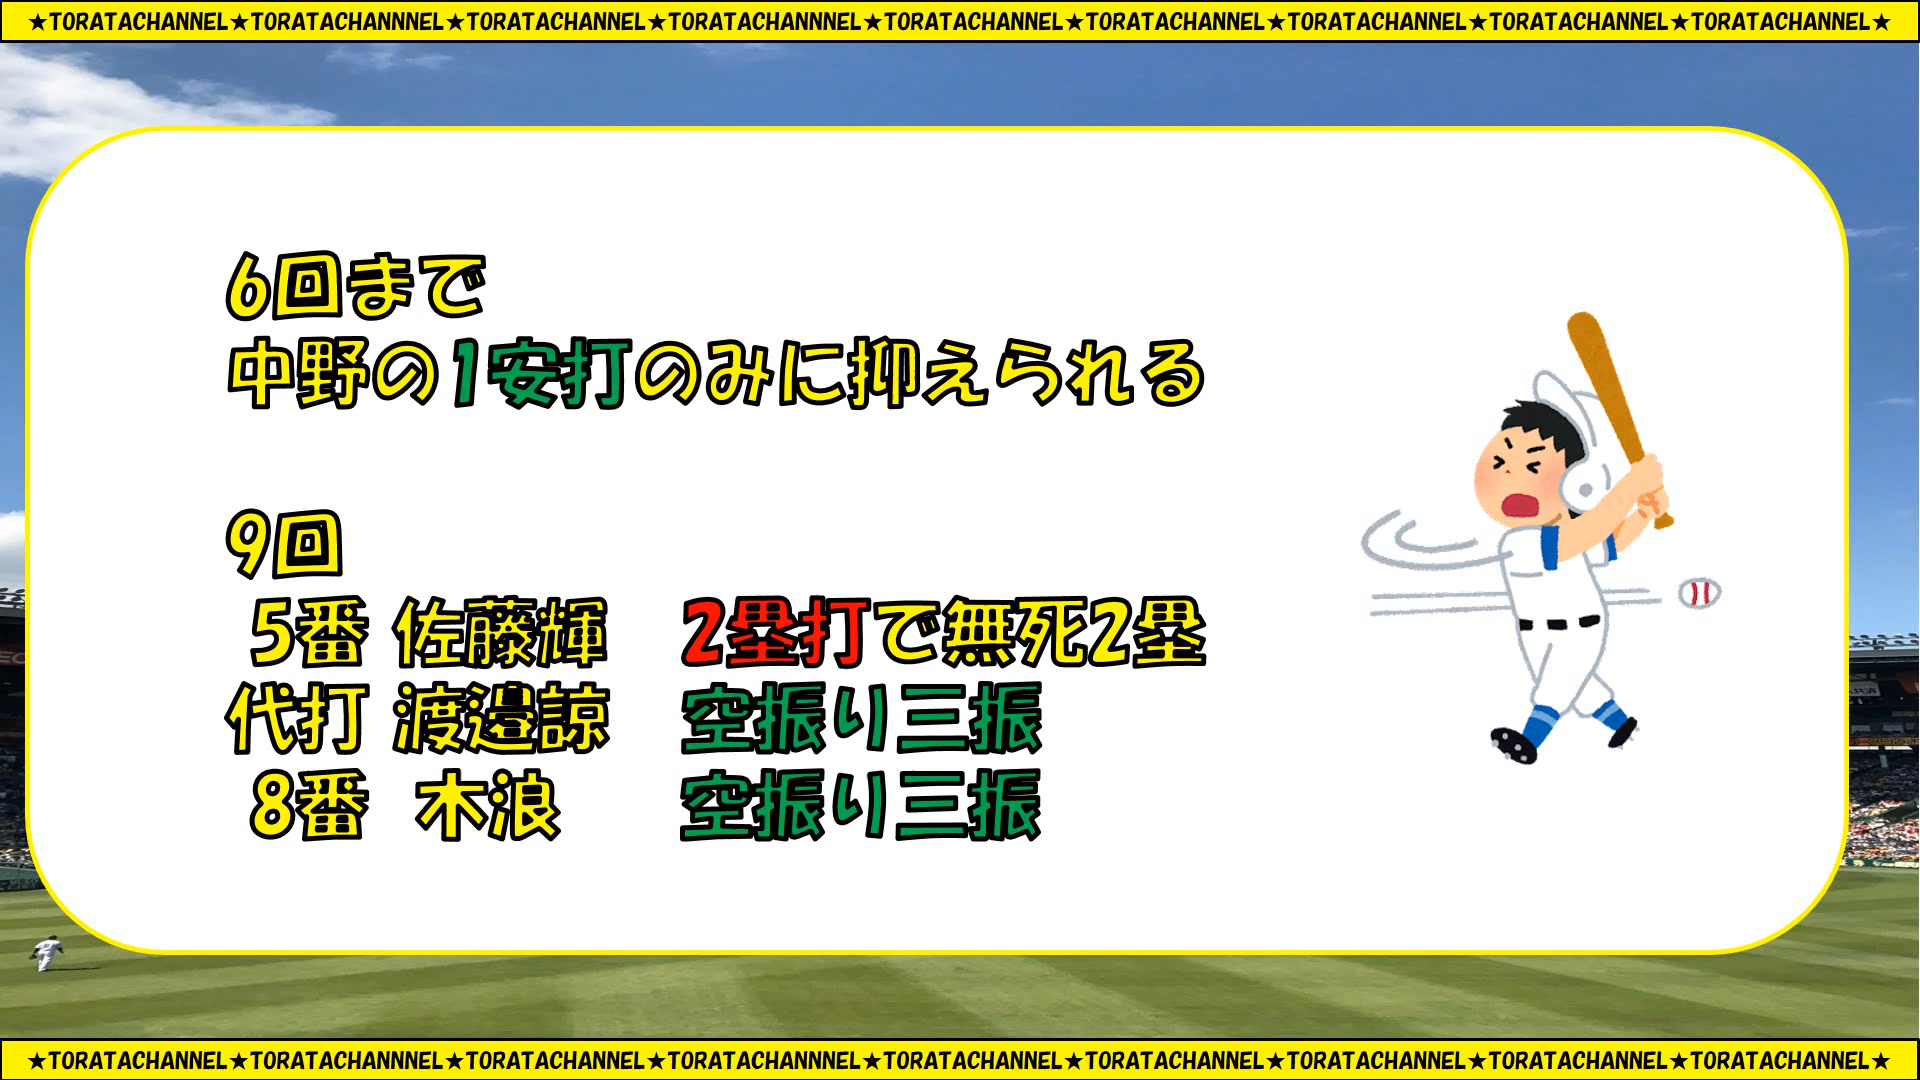 ★TORATACHANNEL★TORATACHANNNEL★TORATACHANNEL★TORATACHANNNEL★TORATACHANNEL★TORATACHANNEL★TORATACHANNEL★TORATACHANNEL★TORATACHANNEL★
6回まで
中野の1安打のみに抑えられる
9回
5番 佐藤輝 2塁打で無死2塁
代打 渡邉諒 空振り三振
8番 木浪 空振り三振
★TORATACHANNEL★TORATACHANNNEL★TORATACHANNEL★TORATACHANNNEL★TORATACHANNEL★TORATACHANNEL★TORATACHANNEL★TORATACHANNEL★TORATACHANNEL★